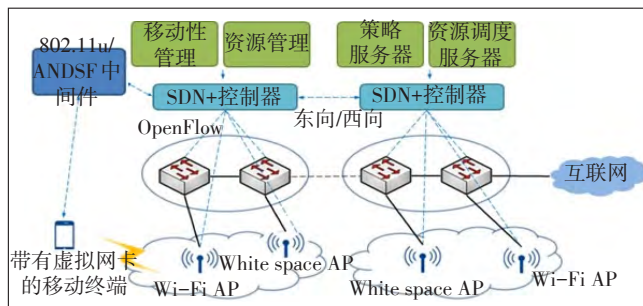 802.11u/
ANDSF中
间件
移动性
管理
资源管理
策略
服务器
资源调度
服务器
SDN+控制器
SDN+控制器
东向/西向
OpenFlow
互联网
带有虚拟网卡
的移动终端
White space AP
Wi-Fi AP
White space AP
Wi-Fi AP